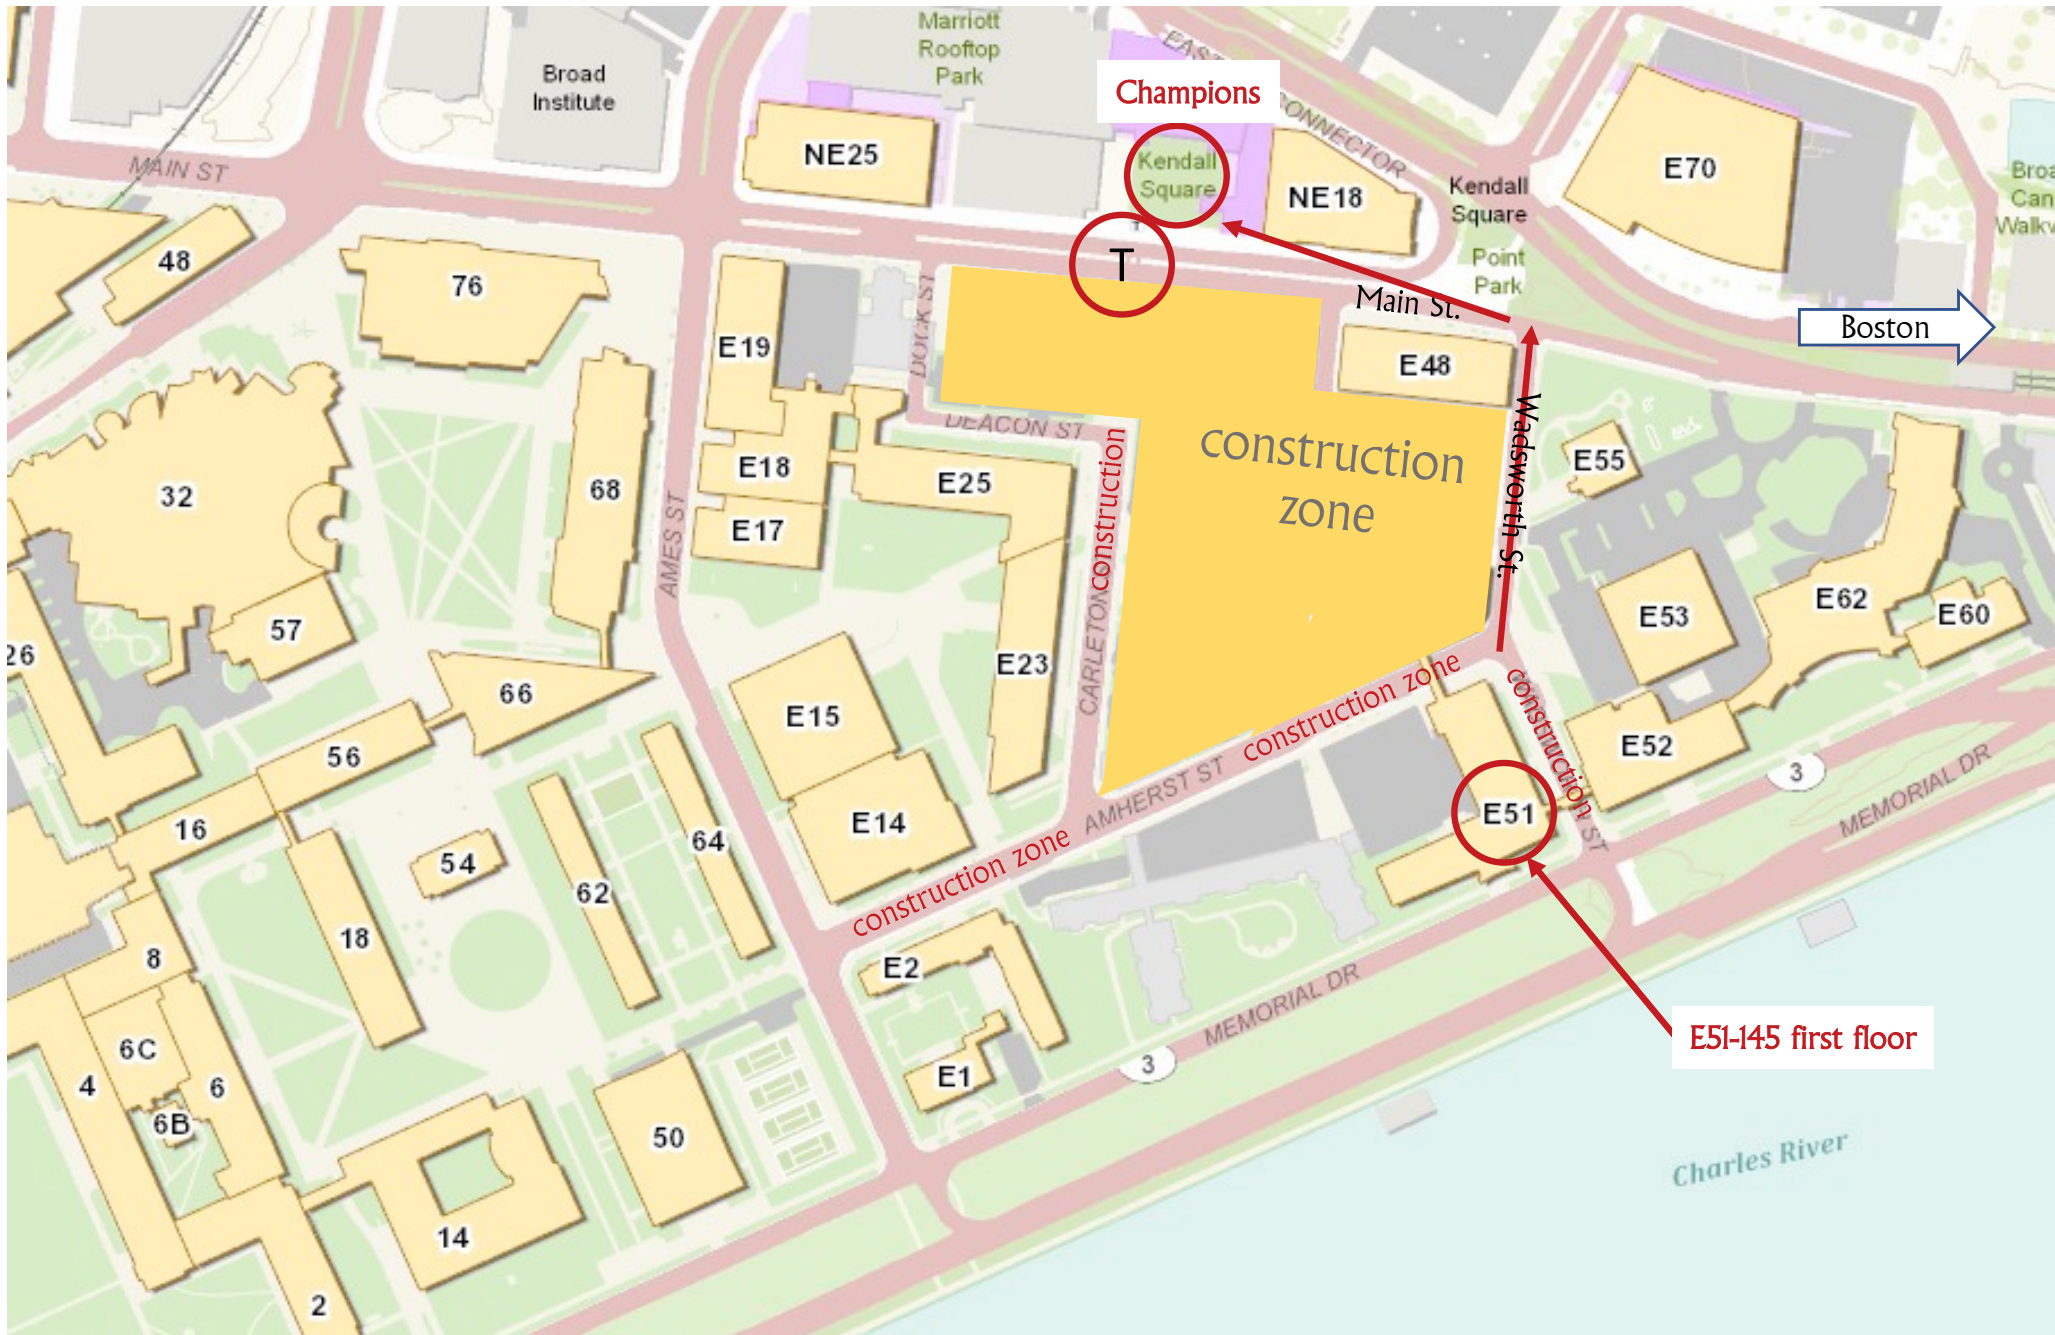 Marriott
Rooftop
Park
EAST
CONNECTOR
Broad
Institute
Champions
MAIN ST
NE25
Kendall
Square
NE18
Kendall
Square
E70
48
76
T
Point
Park
Main St.
Boston
DOCK ST
E19
E48
32
68
DEACON ST
construction
zone
Wadsworth St.
E55
E18
E25
E17
AMES ST
construction
CARLETON
57
26
E23
E53
E62
E60
66
E15
construction zone
construction
ST
E52
56
16
54
62
64
E14
AMHERST ST
construction zone
E51
3
MEMORIAL DR
18
8
E2
MEMORIAL DR
3
E51-145 first floor
6C
4
6
6B
E1
50
14
2
Charles River